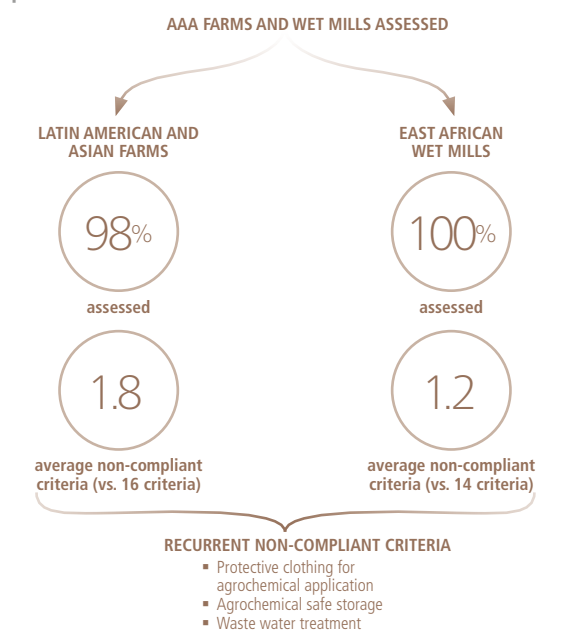 AAA FARMS AND WET MILLS ASSESSED
LATIN AMERICAN AND
ASIAN FARMS
98%
assessed
1.8
average non-compliant
criteria (vs. 16 criteria)
EAST AFRICAN
WET MILLS
100%
assessed
1.2
average non-compliant
criteria (vs. 14 criteria)
RECURRENT NON-COMPLIANT CRITERIA
▪ Protective clothing for
agrochemical application
▪ Agrochemical safe storage
▪ Waste water treatment